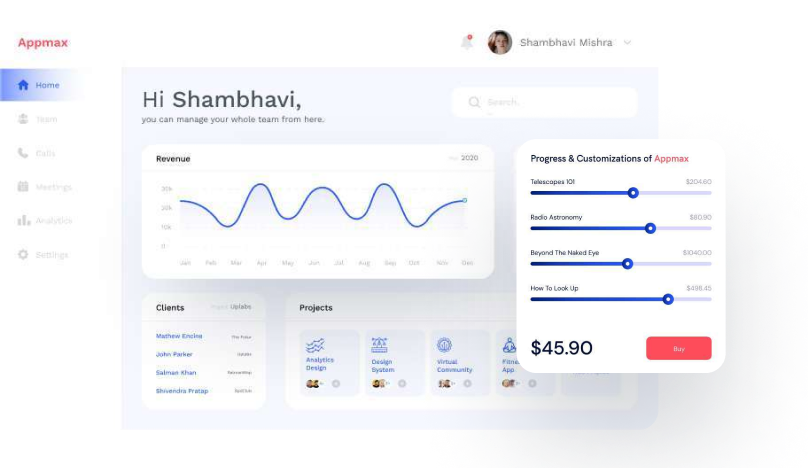 Appmax
Shambhavi Mishra
Home
Team
Calls
Meetings
Analytics
Settings
Hi Shambhavi,
you can manage your whole team from here.
Search
Revenue
2020
30k
20k
10k
0
Jan Feb Mar Apr May Jun Jul Aug Sep Oct Nov Dec
Progress & Customizations of Appmax
Telescopes 101
Radio Astronomy
$80.90
Beyond The Naked Eye
$1040.00
How To Look Up
$498.45
$45.90
Buy
Clients
Uplabs
Mathew Encina
The Futur
John Parker
Salman Khan
Shivendra Pratap
Projects
Analytics
Design
Design
System
Virtual
Community
App